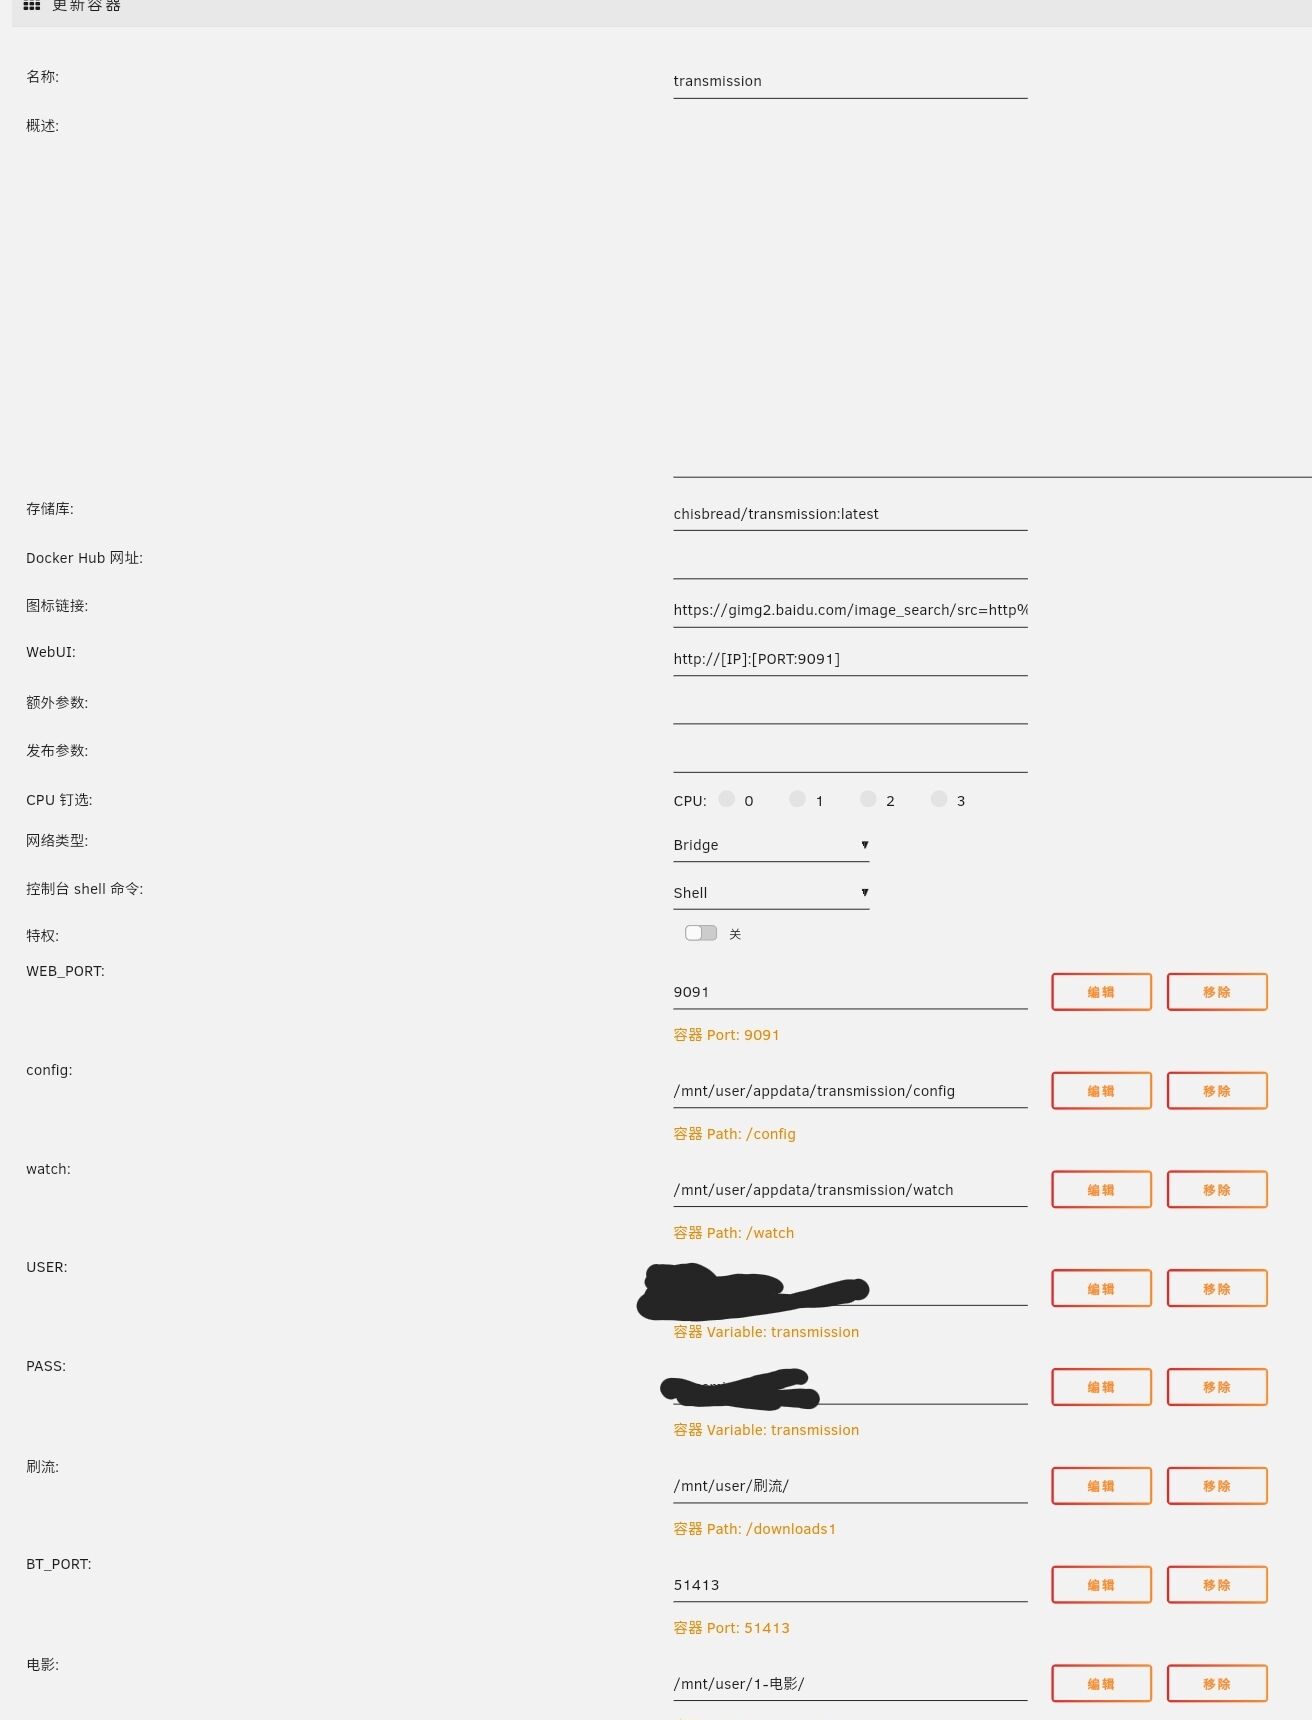 更新容器
名称:
transmission
概述:
存储库:
chisbread/transmission:latest
Docker Hub 网址:
图标链接:
https://gimg2.baidu.com/image_search/src=http%
WebUI:
http://[IP]:[PORT:9091]
额外参数:
发布参数:
CPU 钉选:
CPU: 0 1 2 3
网络类型:
Bridge
控制台 shell 命令:
Shell
特权:
关
WEB_PORT:
9091 编辑 移除
容器 Port: 9091
config:
/mnt/user/appdata/transmission/config 编辑 移除
容器 Path: /config
watch:
/mnt/user/appdata/transmission/watch 编辑 移除
容器 Path: /watch
USER:
编辑 移除
容器 Variable: transmission
PASS:
编辑 移除
容器 Variable: transmission
刷流:
/mnt/user/刷流/ 编辑 移除
容器 Path: /downloads1
BT_PORT:
51413 编辑 移除
容器 Port: 51413
电影:
/mnt/user/1-电影/ 编辑 移除